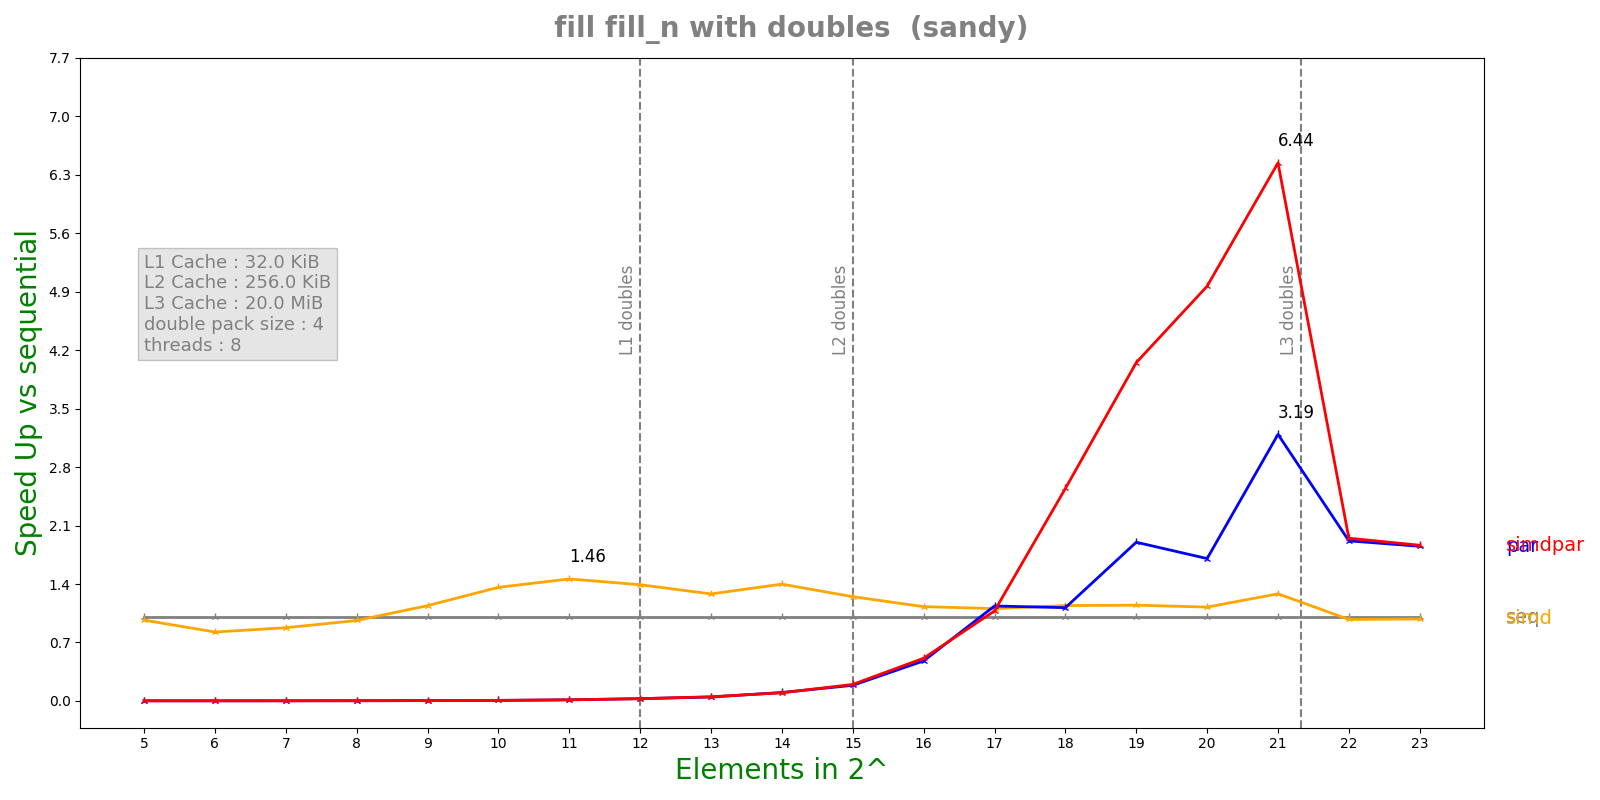 fill fill_n with doubles (sandy)
Speed Up vs sequential
7.7
7.0
6.3
5.6
4.9
4.2
3.5
2.8
2.1
1.4
0.7
0.0
L1 Cache : 32.0 KiB
L2 Cache : 256.0 KiB
L3 Cache : 20.0 MiB
double pack size : 4
threads : 8
L1 doubles
L2 doubles
L3 doubles
1.46
6.44
3.19
simdpar
par
seq
simd
5 6 7 8 9 10 11 12 13 14 15 16 17 18 19 20 21 22 23
Elements in 2^